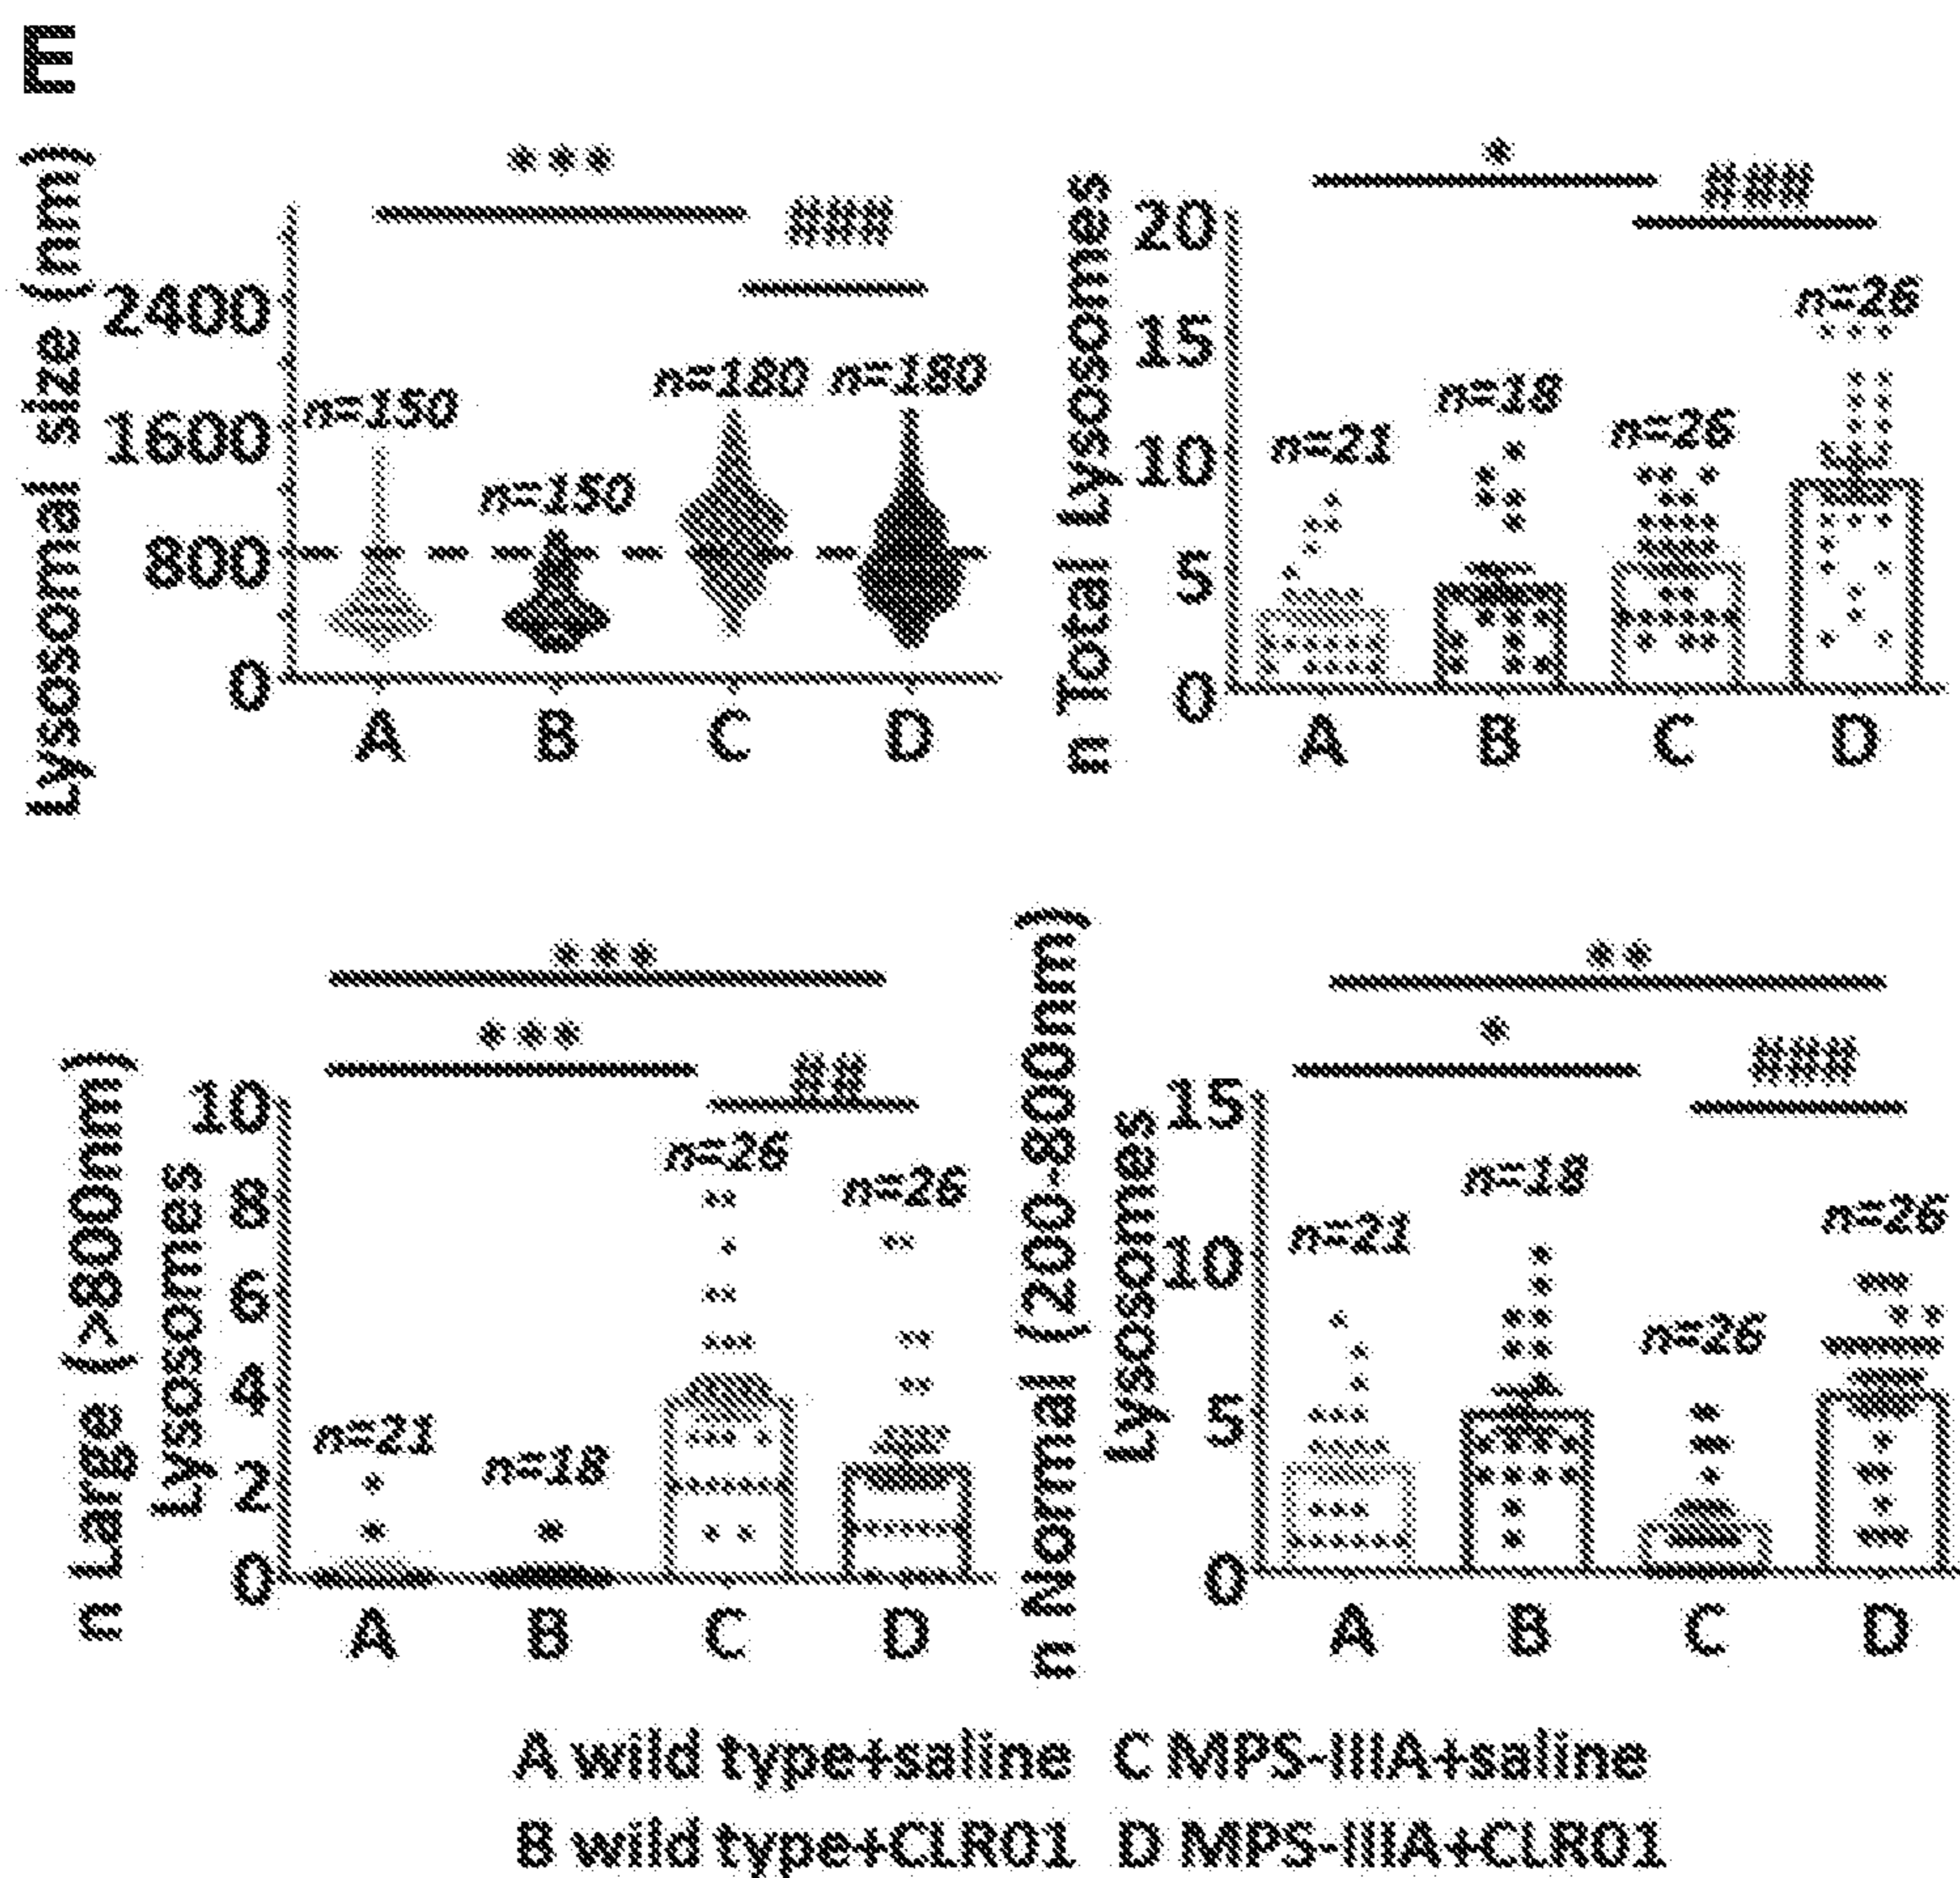 E
Lysosomal size (nm)
***
###
2400
1600
800
0
n=150
n=150
n=180
n=180
A B C D
n Total Lysosomes
*
###
20
15
10
5
0
n=21
n=18
n=26
n=26
A B C D
n Large (>800nm)
Lysosomes
***
***
##
10
8
6
4
2
0
n=21
n=18
n=26
n=26
A B C D
n Normal (200-800nm)
Lysosomes
**
*
###
15
10
5
0
n=21
n=18
n=26
n=26
A B C D
A wild type+saline C MPS-IIIA+saline
B wild type+CLR01 D MPS-IIIA+CLR01